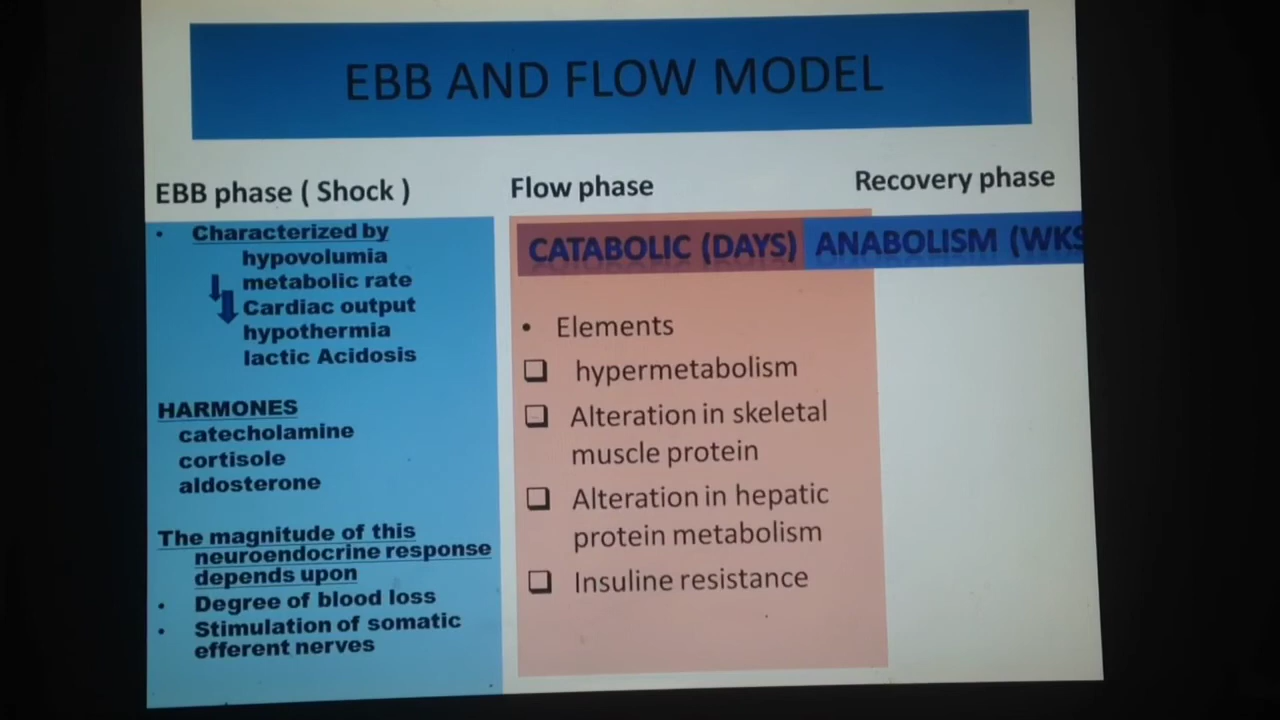 EBB AND FLOW MODEL
EBB phase ( Shock )
• Characterized by
hypovolumia
metabolic rate
Cardiac output
hypothermia
lactic Acidosis
HARMONES
catecholamine
cortisole
aldosterone
The magnitude of this
neuroendocrine response
depends upon
• Degree of blood loss
• Stimulation of somatic
efferent nerves
Flow phase
CATABOLIC (DAYS)
• Elements
❑ hypermetabolism
❑ Alteration in skeletal
muscle protein
❑ Alteration in hepatic
protein metabolism
❑ Insuline resistance
Recovery phase
ANABOLISM (WKS